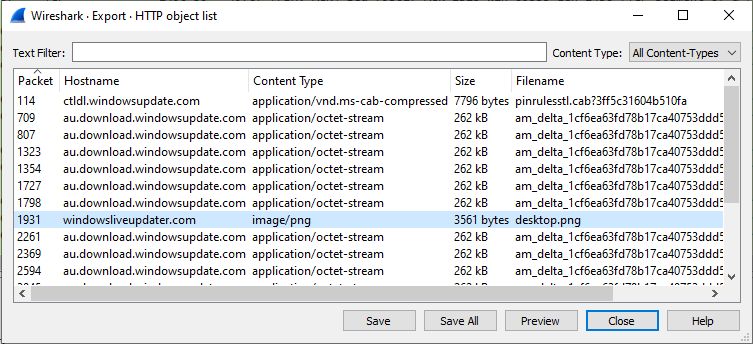 Wireshark · Export · HTTP object list
Text Filter: Content Type: All Content-Types
Packet Hostname Content Type Size Filename
114 ctldl.windowsupdate.com application/vnd.ms-cab-compressed 7796 bytes pinrulesstl.cab?3ff5c31604b510fa
709 au.download.windowsupdate.com application/octet-stream 262 kB am_delta_1cf6ea63fd78b17ca40753ddd5
807 au.download.windowsupdate.com application/octet-stream 262 kB am_delta_1cf6ea63fd78b17ca40753ddd5
1323 au.download.windowsupdate.com application/octet-stream 262 kB am_delta_1cf6ea63fd78b17ca40753ddd5
1354 au.download.windowsupdate.com application/octet-stream 262 kB am_delta_1cf6ea63fd78b17ca40753ddd5
1727 au.download.windowsupdate.com application/octet-stream 262 kB am_delta_1cf6ea63fd78b17ca40753ddd5
1798 au.download.windowsupdate.com application/octet-stream 262 kB am_delta_1cf6ea63fd78b17ca40753ddd5
1931 windowsliveupdater.com image/png 3561 bytes desktop.png
2261 au.download.windowsupdate.com application/octet-stream 262 kB am_delta_1cf6ea63fd78b17ca40753ddd5
2369 au.download.windowsupdate.com application/octet-stream 262 kB am_delta_1cf6ea63fd78b17ca40753ddd5
2594 au.download.windowsupdate.com application/octet-stream 262 kB am_delta_1cf6ea63fd78b17ca40753ddd5
Save Save All Preview Close Help